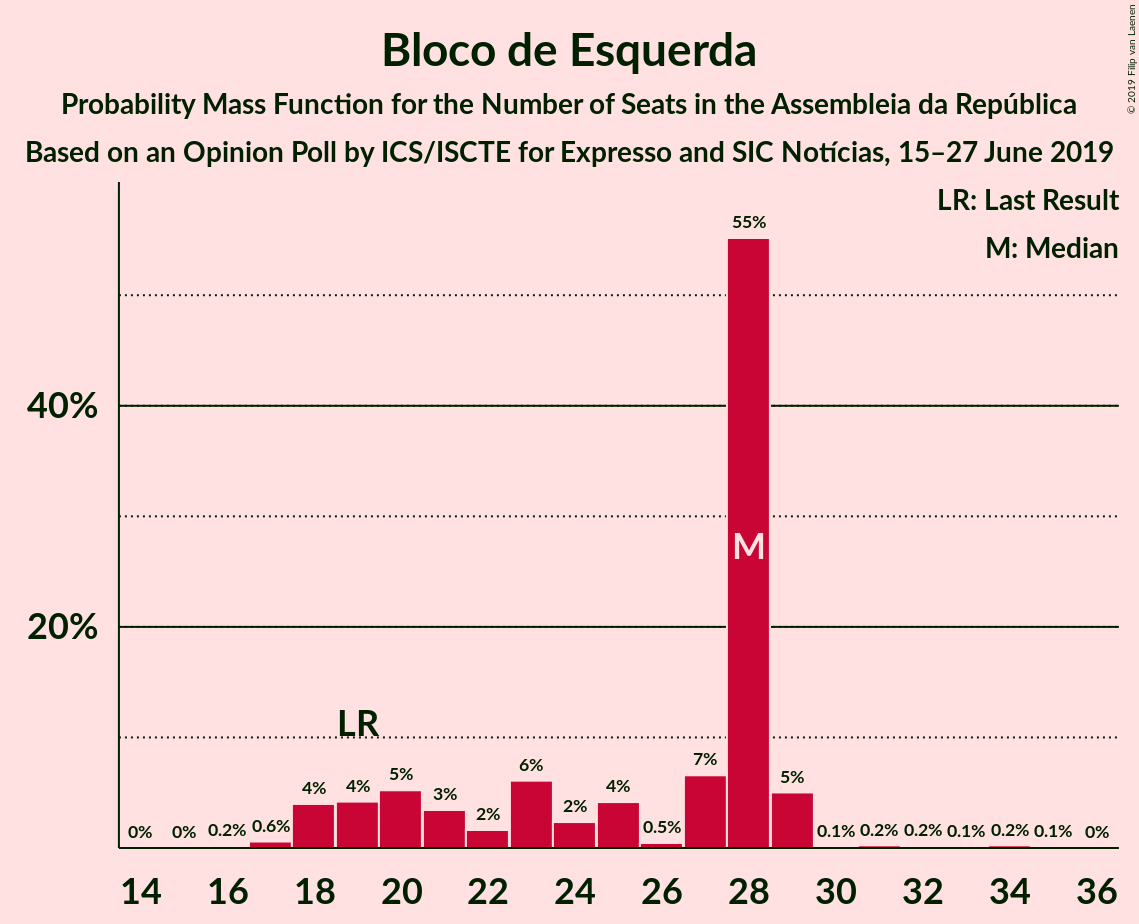 Bloco de Esquerda
Probability Mass Function for the Number of Seats in the Assembleia da República
Based on an Opinion Poll by ICS/ISCTE for Expresso and SIC Notícias, 15–27 June 2019
© 2019 Filip van Laenen
LR: Last Result
M: Median
55%
40%
M
20%
LR
0% 0% 0.2% 0.6% 4% 4% 5% 3% 2% 6% 2% 4% 0.5% 7% 5% 0.1% 0.2% 0.2% 0.1% 0.2% 0.1% 0%
14 16 18 20 22 24 26 28 30 32 34 36